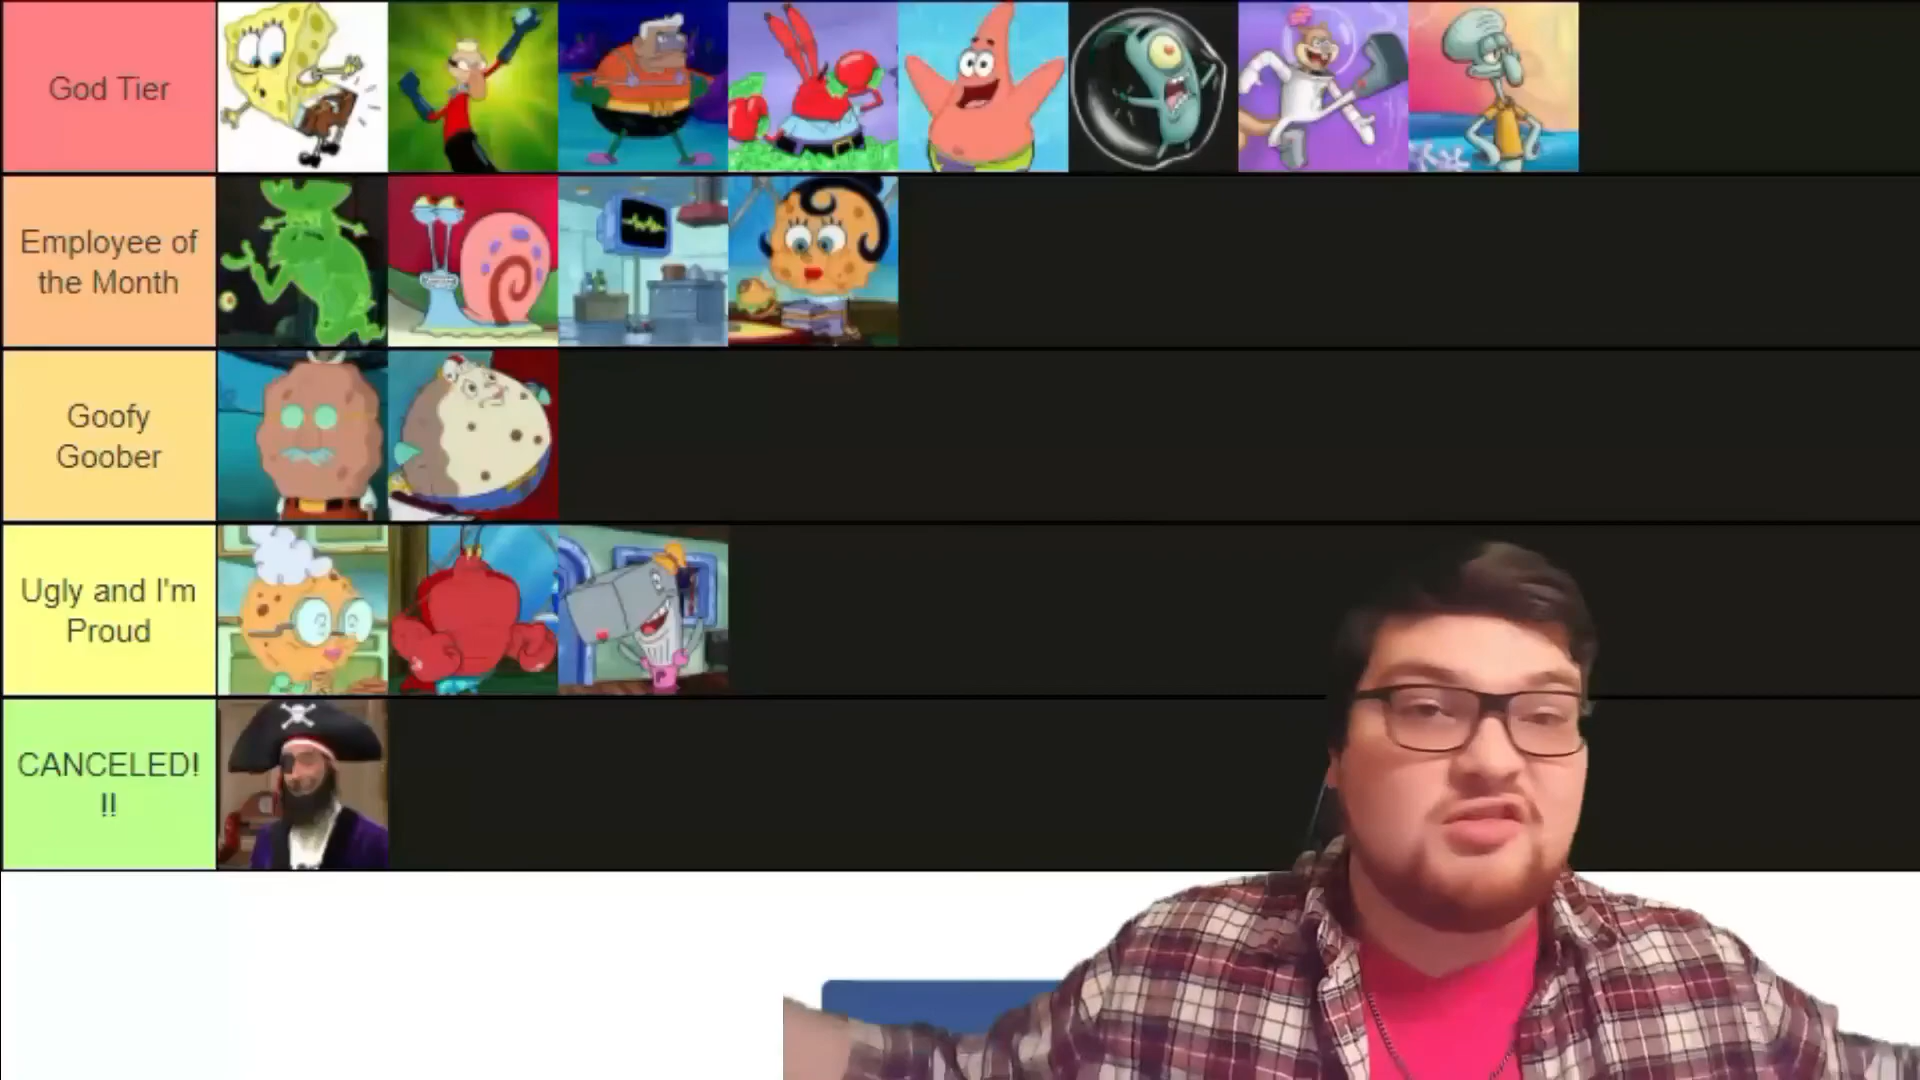 God Tier
Employee of
the Month
Goofy
Goober
Ugly and I'm
Proud
CANCELED!
!!